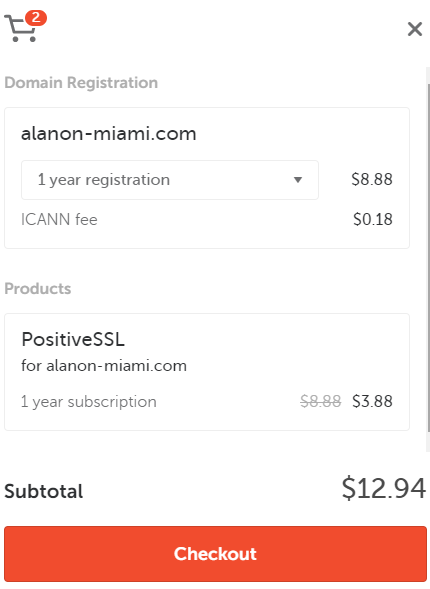 2
Domain Registration
alanon-miami.com
1 year registration $8.88
ICANN fee $0.18
Products
PositiveSSL
for alanon-miami.com
1 year subscription $8.88 $3.88
Subtotal $12.94
Checkout